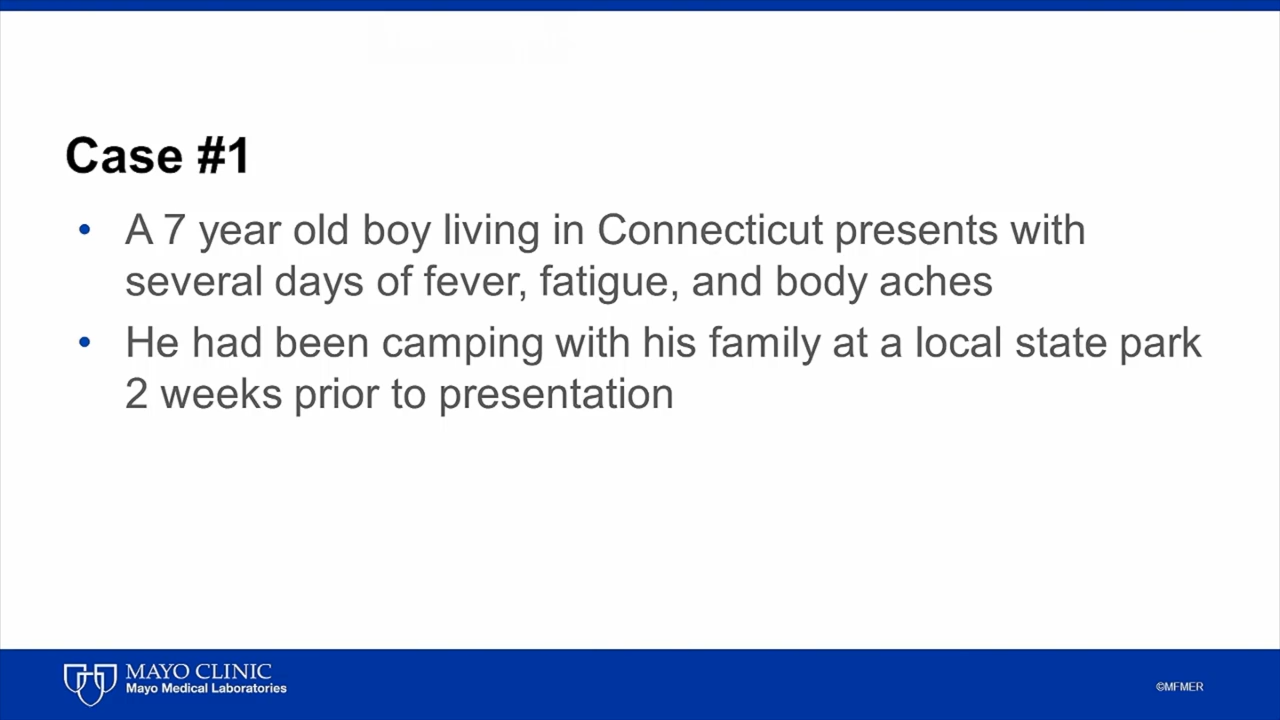 Case #1
• A 7 year old boy living in Connecticut presents with
several days of fever, fatigue, and body aches
• He had been camping with his family at a local state park
2 weeks prior to presentation
MAYO CLINIC
Mayo Medical Laboratories
©MFMER